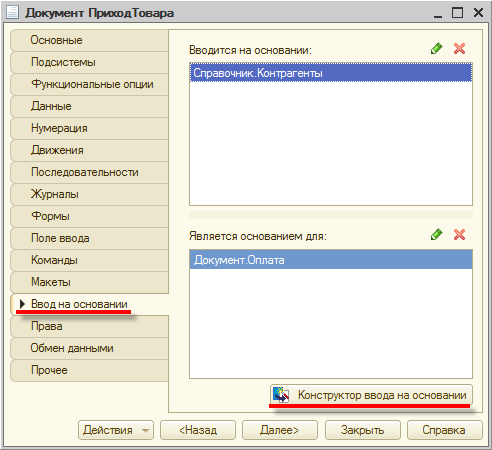 Документ ПриходТовара
Основные
Подсистемы
Функциональные опции
Данные
Нумерация
Движения
Последовательности
Журналы
Формы
Поле ввода
Команды
Макеты
Ввод на основании
Права
Обмен данными
Прочее
Вводится на основании:
Справочник.Контрагенты
Является основанием для:
Документ.Оплата
Конструктор ввода на основании
Действия
<Назад
Далее>
Закрыть
Справка